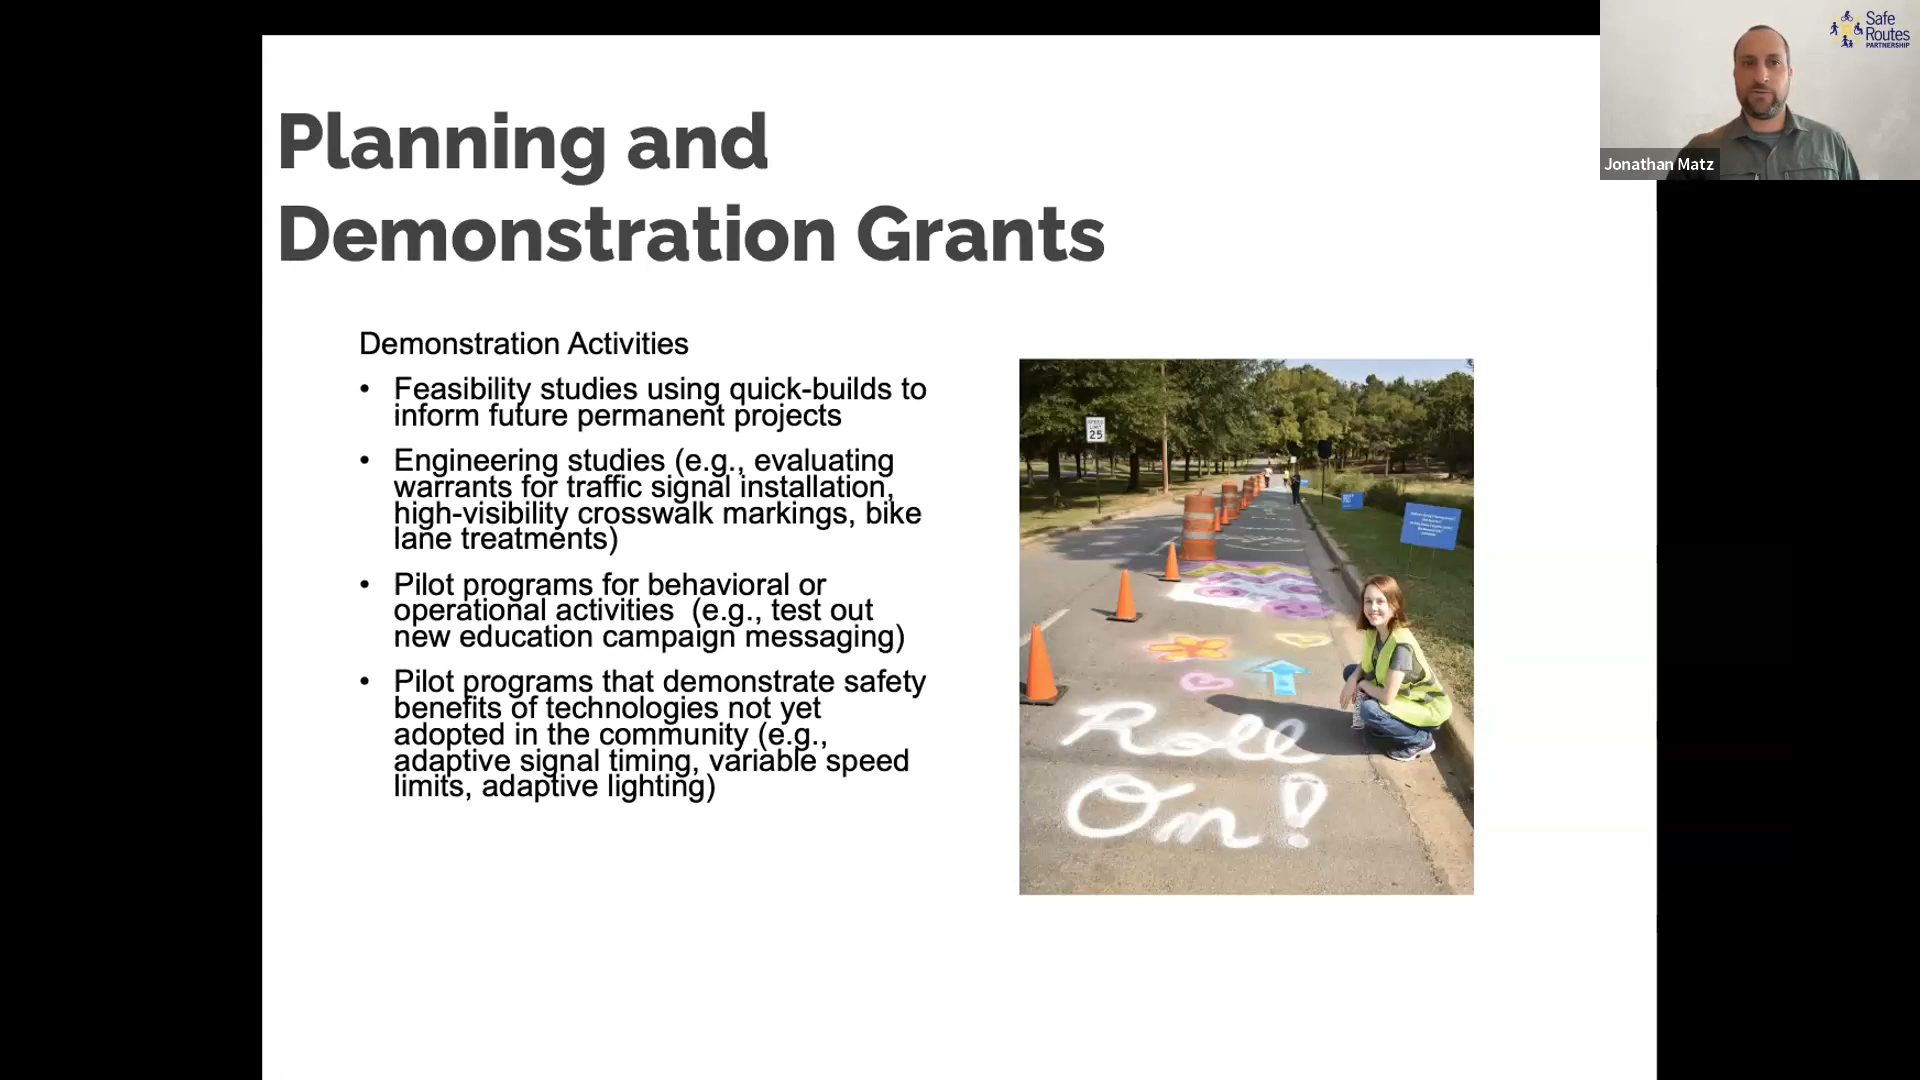 Planning and
Demonstration Grants
Demonstration Activities
• Feasibility studies using quick-builds to
inform future permanent projects
• Engineering studies (e.g., evaluating
warrants for traffic signal installation,
high-visibility crosswalk markings, bike
lane treatments)
• Pilot programs for behavioral or
operational activities  (e.g., test out
new education campaign messaging)
• Pilot programs that demonstrate safety
benefits of technologies not yet
adopted in the community (e.g.,
adaptive signal timing, variable speed
limits, adaptive lighting)
SPEED
LIMIT
25
Roll
On!
Safe
Routes
PARTNERSHIP
Jonathan Matz